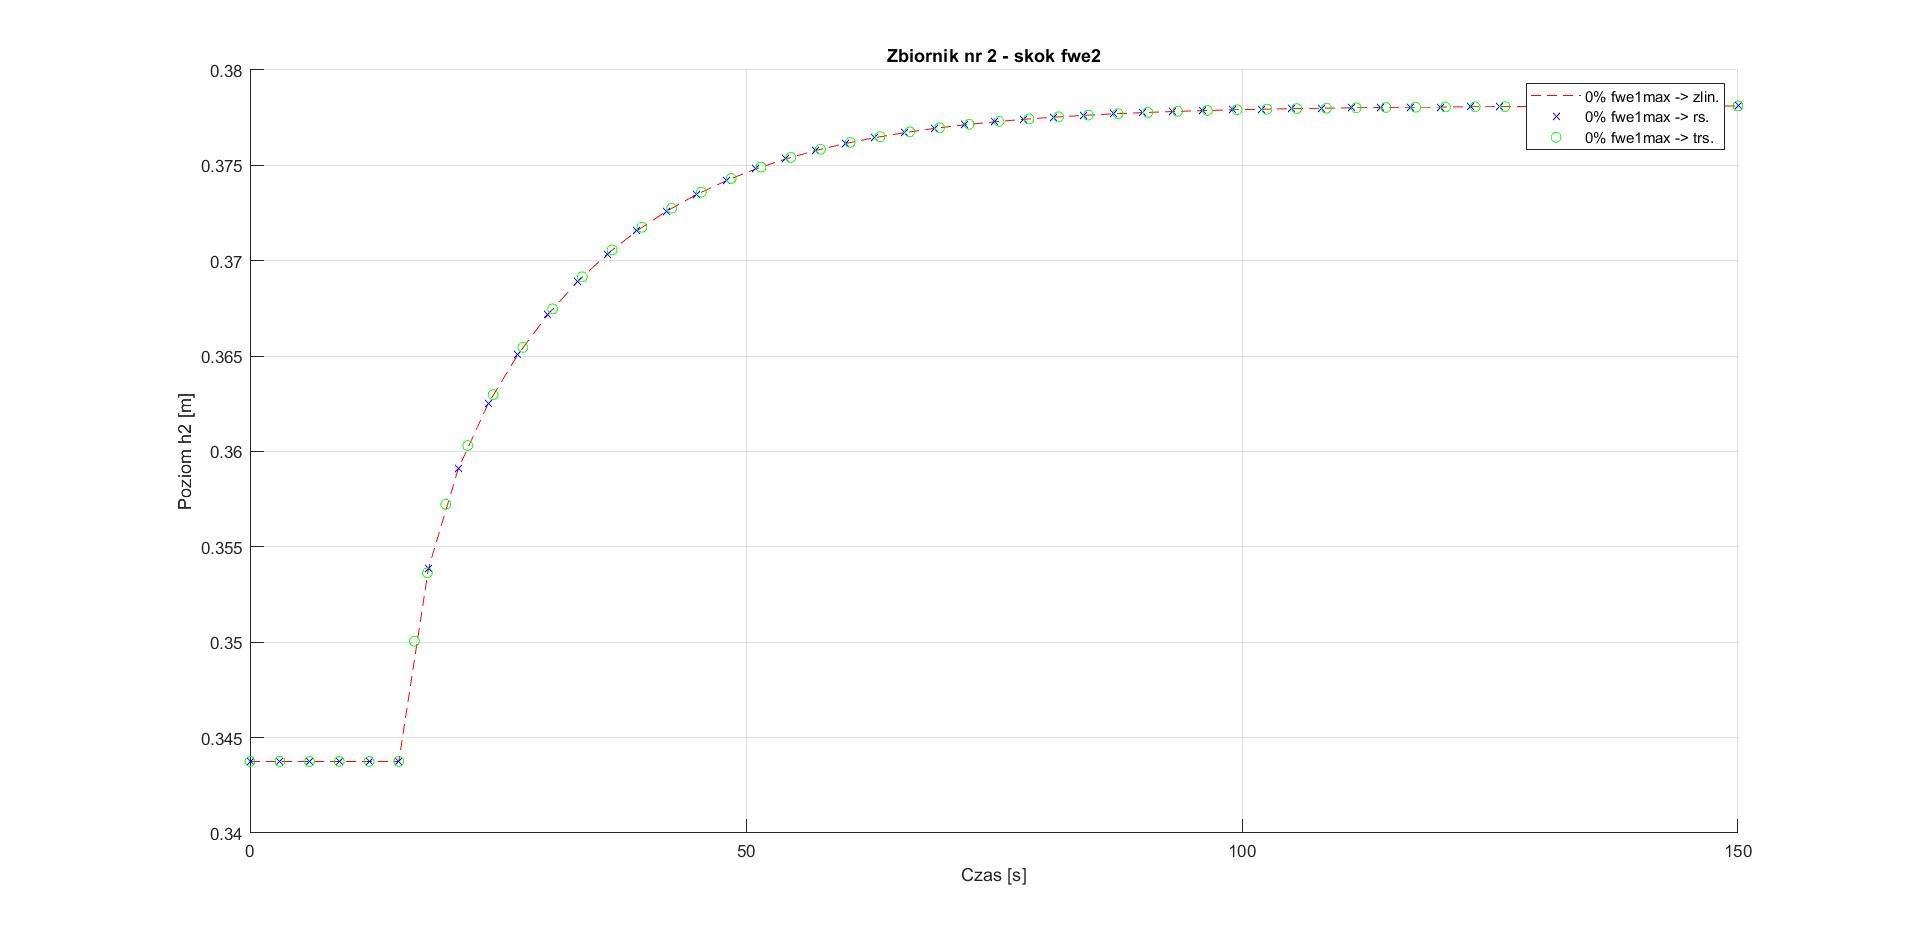 Zbiornik nr 2 - skok fwe2
0.38
0.375
0.37
0.365
0.36
0.355
0.35
0.345
0.34
Poziom h2 [m]
0% fwe1max -> zlin.
0% fwe1max -> rs.
0% fwe1max -> trs.
0
50
100
150
Czas [s]